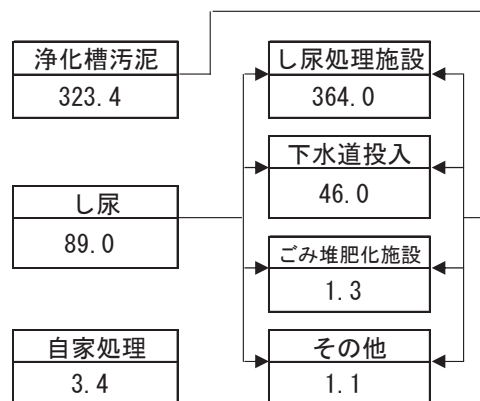 浄化槽汚泥
323.4
し尿
89.0
自家処理
3.4
し尿処理施設
364.0
下水道投入
46.0
ごみ堆肥化施設
1.3
その他
1.1